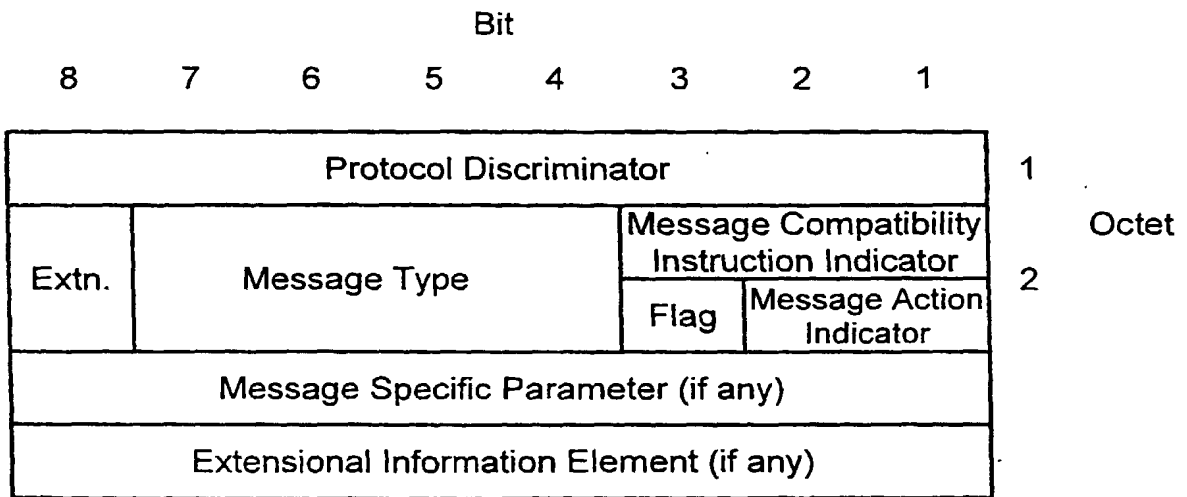 Bit
8 7 6 5 4 3 2 1
Protocol Discriminator 1
Octet
Extn. Message Type Message Compatibility
Instruction Indicator
2
Flag Message Action
Indicator
Message Specific Parameter (if any)
Extensional Information Element (if any)